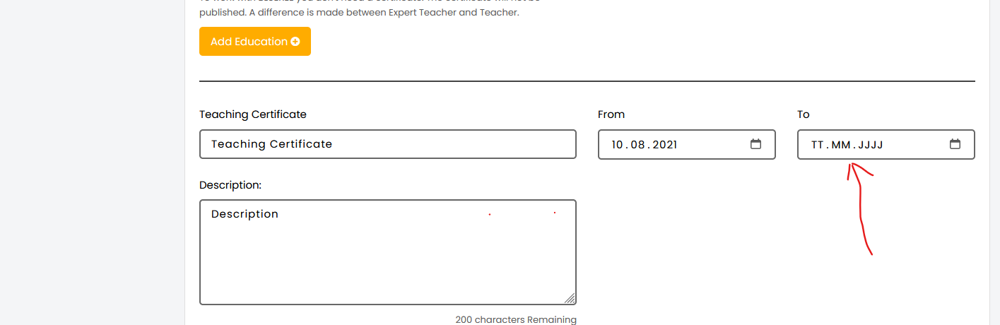 published. A difference is made between Expert Teacher and Teacher.
Add Education
Teaching Certificate
From
To
Teaching Certificate
10.08.2021
TT.MM.JJJJ
Description:
Description
200 characters Remaining